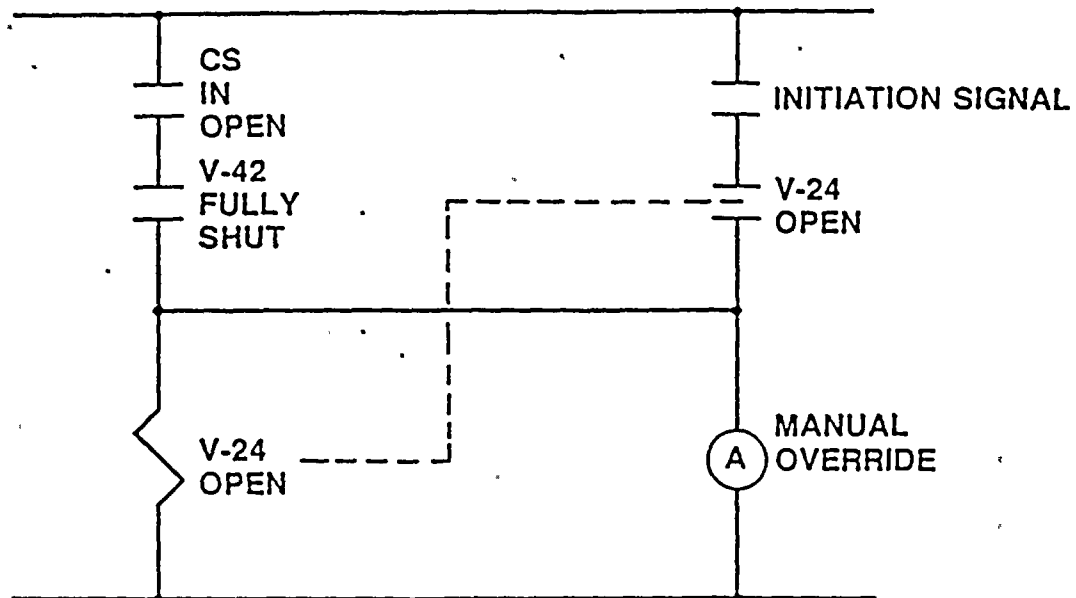 CS
IN
OPEN
V-42
FULLY
SHUT
INITIATION SIGNAL
V-24
OPEN
V-24
OPEN
A
MANUAL
OVERRIDE